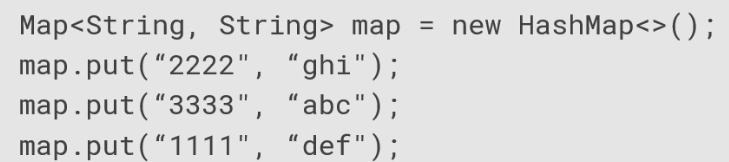 Map<String, String> map = new HashMap<>();
map.put(“2222", “ghi");
map.put(“3333", “abc");
map.put(“1111", “def");